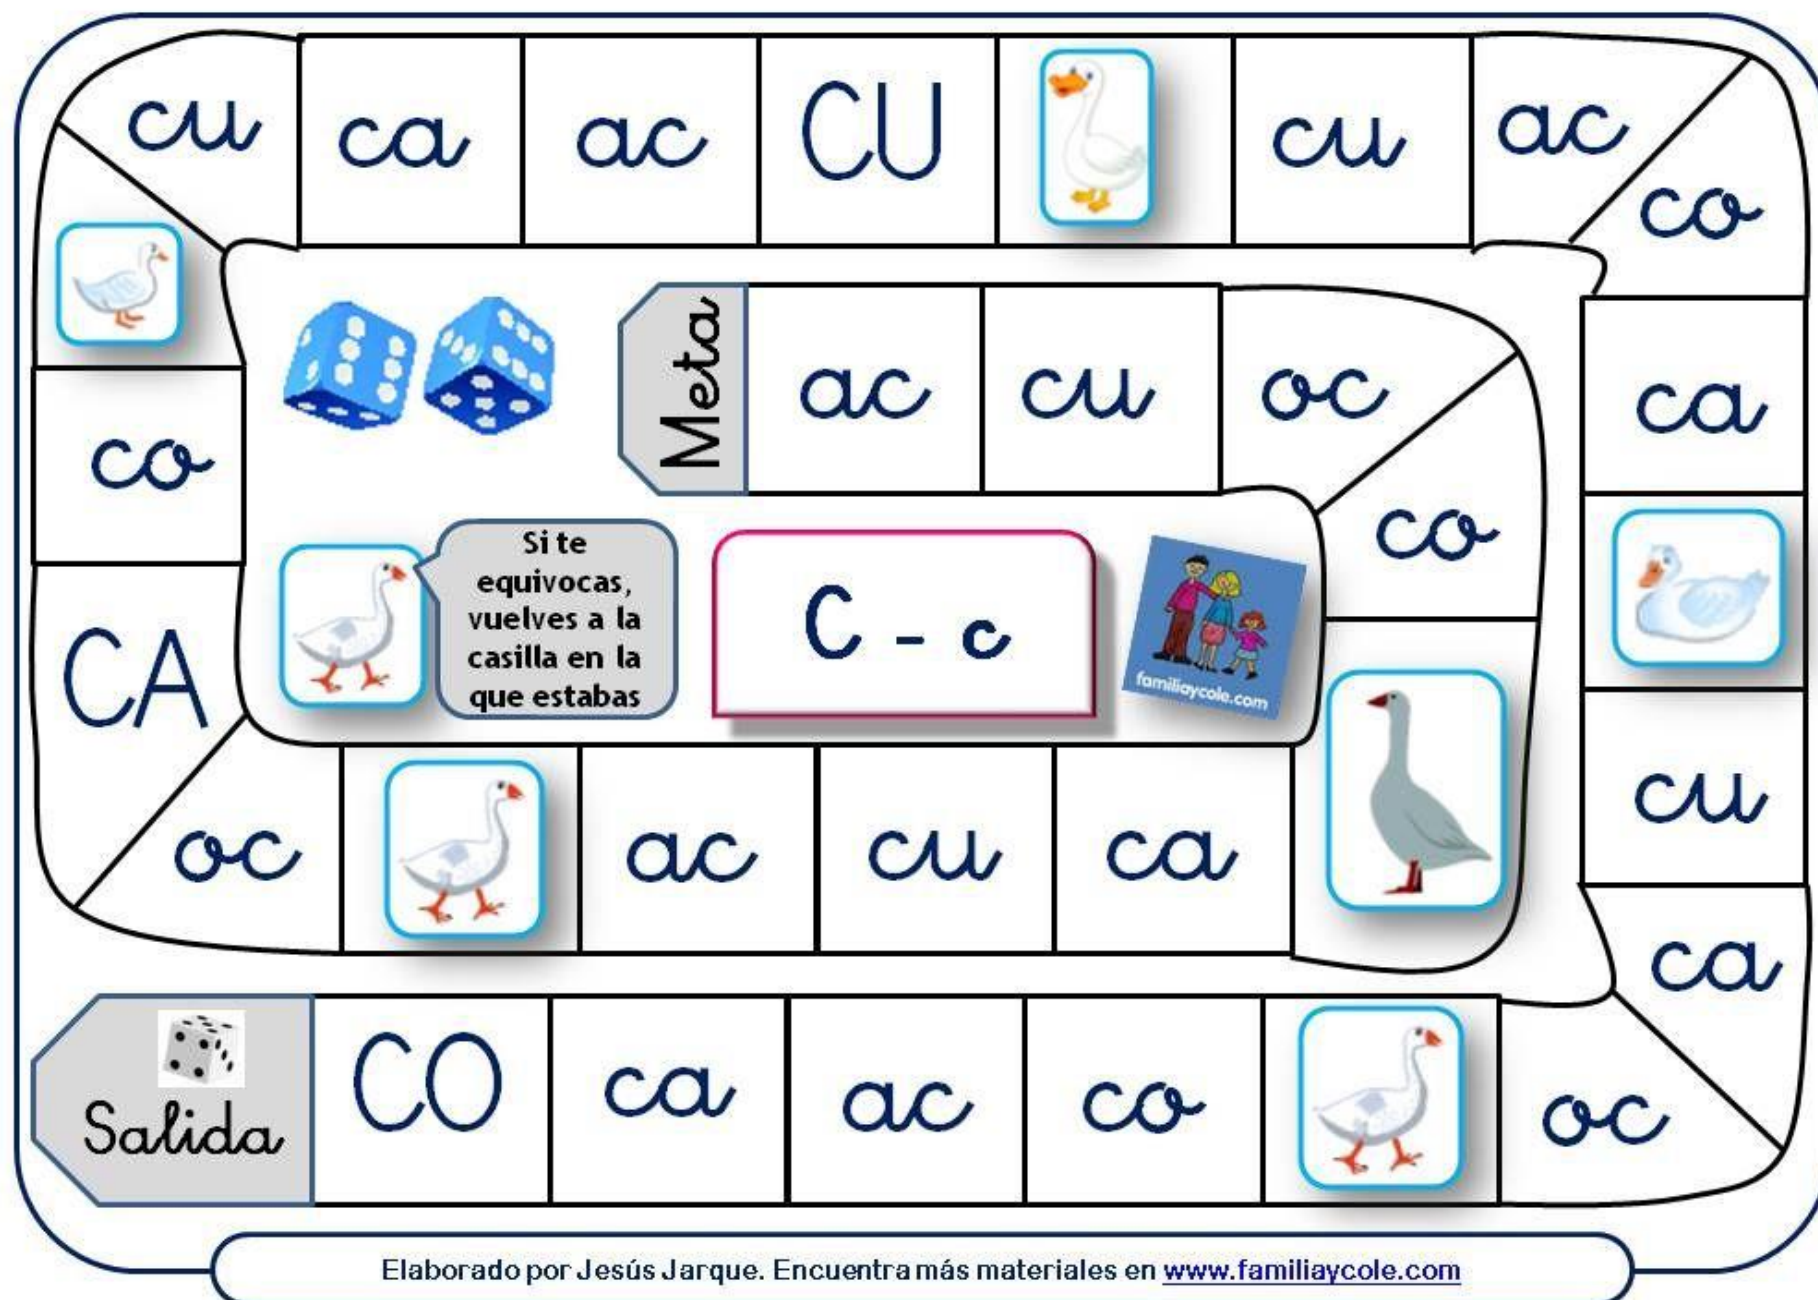 cu
ca
ac
CU
cu
ac
co
Meta
ac
cu
oc
ca
co
co
Si te
equivocas,
vuelves a la
casilla en la
que estabas
C - c
familiaycole.com
CA
cu
oc
ac
cu
ca
ca
Salida
CO
ca
ac
co
oc
Elaborado por Jesús Jarque. Encuentra más materiales en www.familiaycole.com